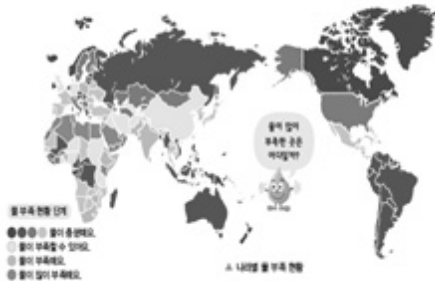 물이 많이
부족한 곳은
어디일까?
물 부족 현황 단계
물이 충분해요.
물이 부족할 수 있어요.
물이 부족해요.
물이 많이 부족해요.
▲ 나라별 물 부족 현황